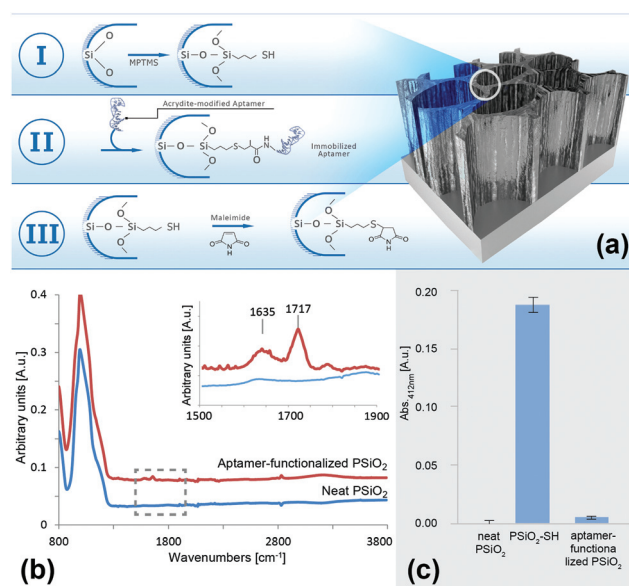 I
Si
O
O
MPTMS
Si — O — Si
O
O
SH
II
Acrydite-modified Aptamer
Si — O — Si
O
O
S
O
NH
Immobilized
Aptamer
III
Si — O — Si
O
O
SH
Maleimide
O
N
H
O
Si — O — Si
O
O
S
O
N
H
O
(a)
(b)
0.4
0.3
0.2
0.1
0
Arbitrary units [A.u.]
800
1800
2800
3800
Wavenumbers [cm⁻¹]
Aptamer-functionalized PSiO₂
Neat PSiO₂
Arbitrary units [A.u.]
1635
1717
1500
1700
1900
(c)
0.20
0.15
0.10
0.05
0.00
Abs.₄₁₂nm [A.u.]
neat
PSiO₂
PSiO₂-SH
aptamer-
functiona
lized PSiO₂